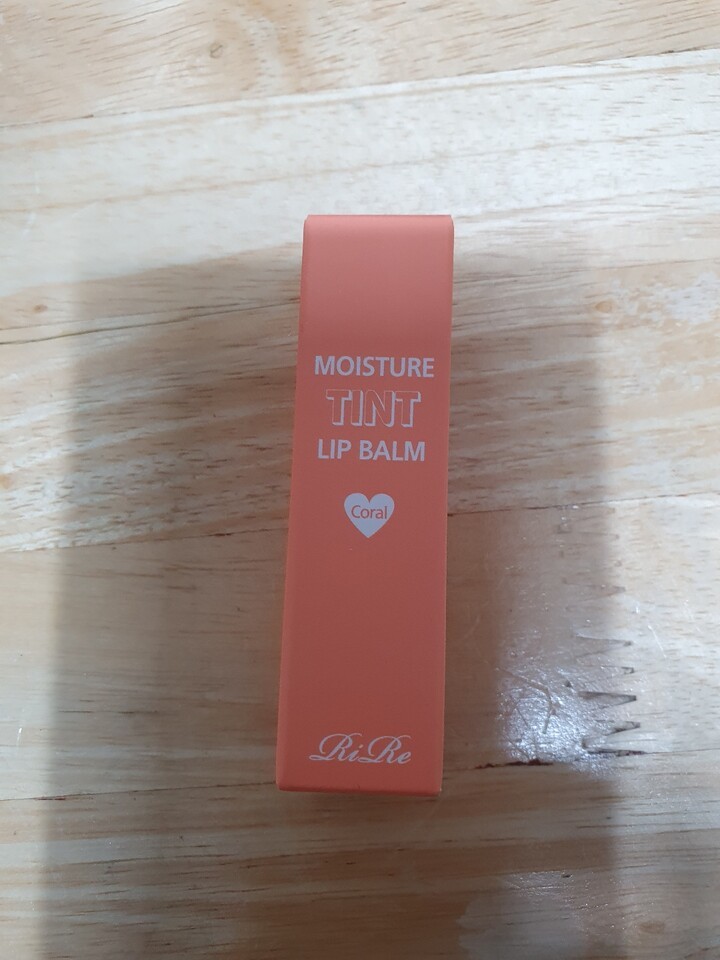 MOISTURE
TINT
LIP BALM
Coral
RiRe